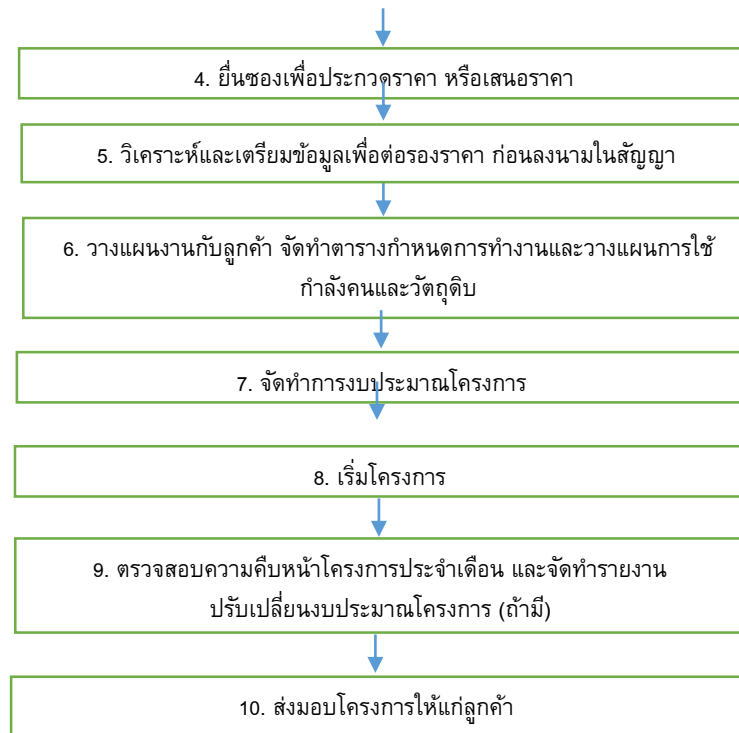 4. ยื่นซองเพื่อประกวดราคา หรือเสนอราคา
5. วิเคราะห์และเตรียมข้อมูลเพื่อต่อรองราคา ก่อนลงนามในสัญญา
6. วางแผนงานกับลูกค้า จัดทำตารางกำหนดการทำงานและวางแผนการใช้
กำลังคนและวัตถุดิบ
7. จัดทำการงบประมาณโครงการ
8. เริ่มโครงการ
9. ตรวจสอบความคืบหน้าโครงการประจำเดือน และจัดทำรายงาน
ปรับเปลี่ยนงบประมาณโครงการ (ถ้ามี)
10. ส่งมอบโครงการให้แก่ลูกค้า